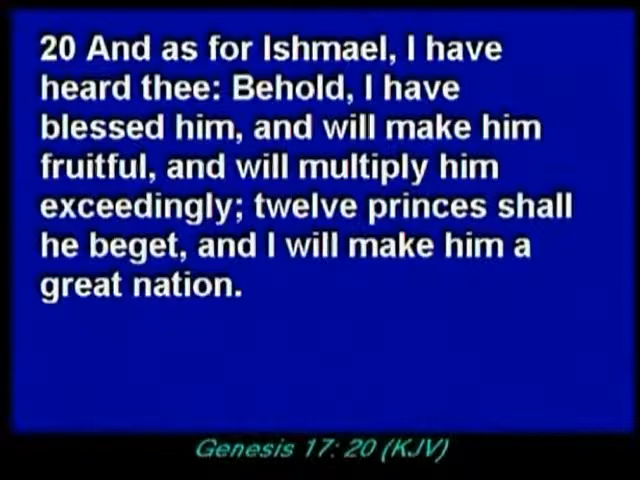 20 And as for Ishmael, I have
heard thee: Behold, I have
blessed him, and will make him
fruitful, and will multiply him
exceedingly; twelve princes shall
he beget, and I will make him a
great nation.
Genesis 17: 20 (KJV)